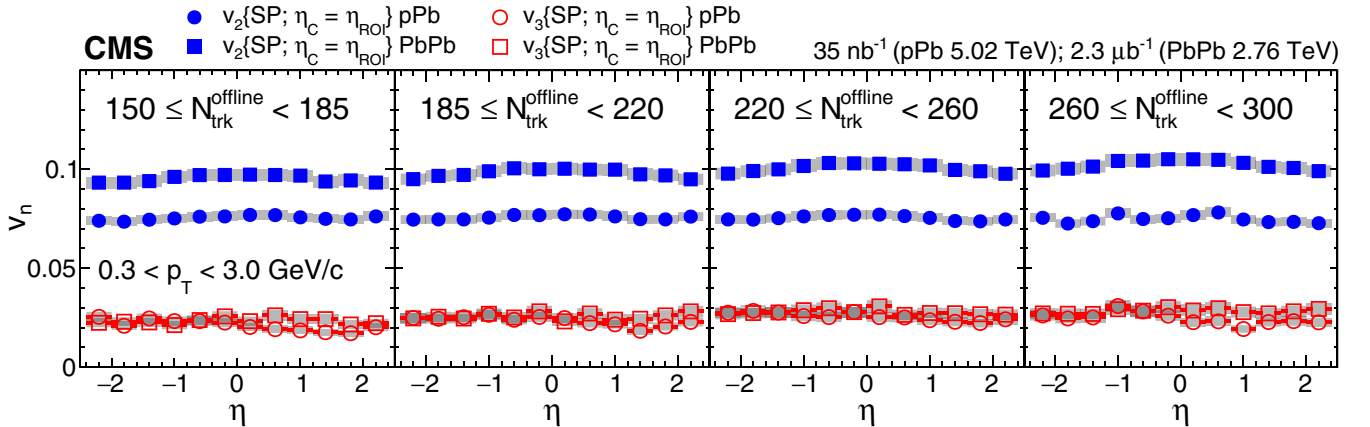 v2{SP; ηC = ηROI} pPb
v3{SP; ηC = ηROI} pPb
CMS
v2{SP; ηC = ηROI} PbPb
v3{SP; ηC = ηROI} PbPb
35 nb⁻¹ (pPb 5.02 TeV); 2.3 μb⁻¹ (PbPb 2.76 TeV)
150 ≤ N^offline_trk < 185
185 ≤ N^offline_trk < 220
220 ≤ N^offline_trk < 260
260 ≤ N^offline_trk < 300
0.1
vn
0.05
0.3 < pT < 3.0 GeV/c
0
−2 −1 0 1 2
−2 −1 0 1 2
−2 −1 0 1 2
−2 −1 0 1 2
η
η
η
η